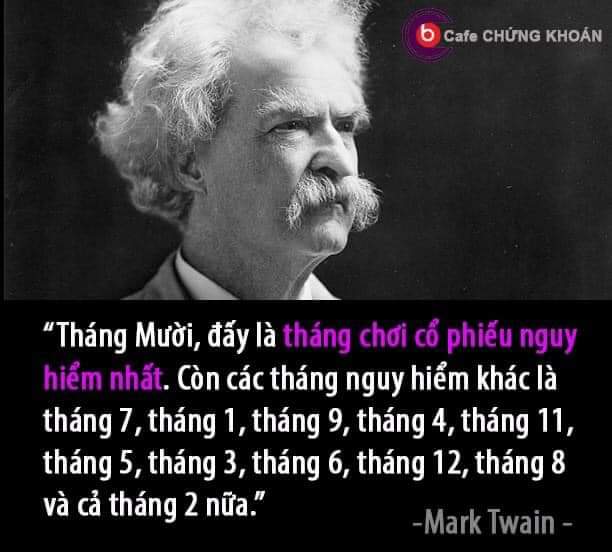 b Cafe CHỨNG KHOÁN
“Tháng Mười, đấy là tháng chơi cổ phiếu nguy
hiểm nhất. Còn các tháng nguy hiểm khác là
tháng 7, tháng 1, tháng 9, tháng 4, tháng 11,
tháng 5, tháng 3, tháng 6, tháng 12, tháng 8
và cả tháng 2 nữa.”
-Mark Twain -